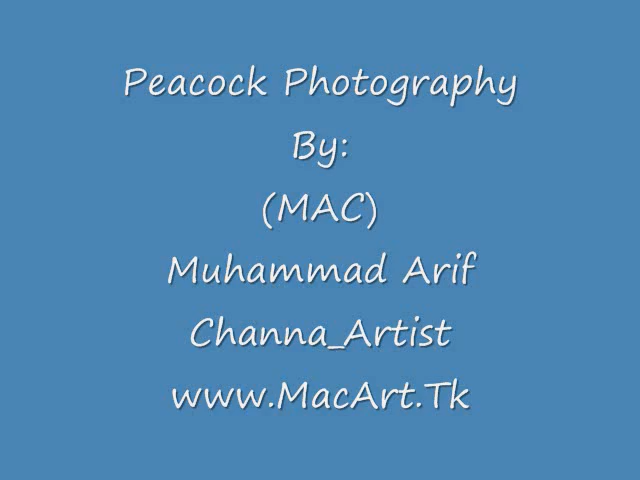 Peacock Photography
By:
(MAC)
Muhammad Arif
Channa_Artist
www.MacArt.Tk